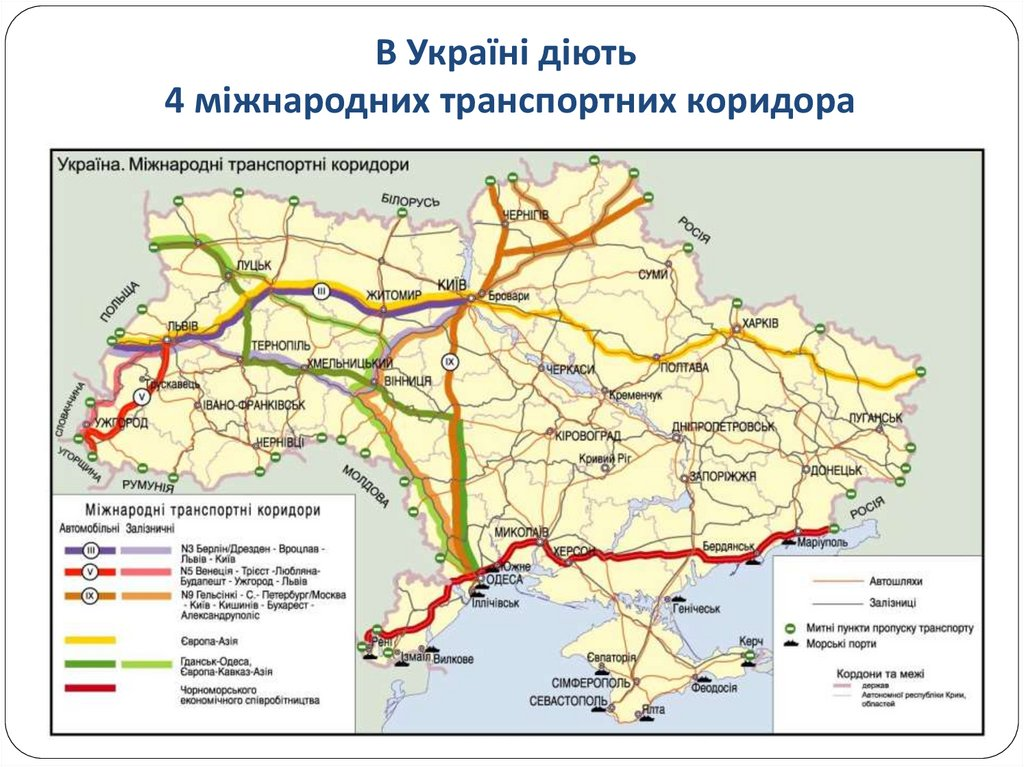 В Україні діють
4 міжнародних транспортних коридора
Україна. Міжнародні транспортні коридори
БІЛОРУСЬ
ЧЕРНІГІВ
РОСІЯ
СУМИ
ЛУЦЬК
ПОЛЬЩА
III
ЖИТОМИР
КИЇВ
Бровари
ЛЬВІВ
ХАРКІВ
ТЕРНОПІЛЬ
ХМЕЛЬНИЦЬКИЙ
IX
ВІННИЦЯ
ЧЕРКАСИ
ПОЛТАВА
Трускавець
V
Кременчук
СЛОВАЧЧИНА
УЖГОРОД
ІВАНО-ФРАНКІВСЬК
ЛУГАНСЬК
ДНІПРОПЕТРОВСЬК
КІРОВОГРАД
ЧЕРНІВЦІ
УГОРЩИНА
Кривий Ріг
ДОНЕЦЬК
ЗАПОРІЖЖЯ
РУМУНІЯ
МОЛДОВА
РОСІЯ
МИКОЛАЇВ
ХЕРСОН
Бердянськ
Маріуполь
Южне
ОДЕСА
Іллічівськ
Генічеськ
Рені
Ізмаїл
Вилкове
Керч
Євпаторія
СІМФЕРОПОЛЬ
Феодосія
СЕВАСТОПОЛЬ
Ялта
Міжнародні транспортні коридори
Автомобільні Залізничні
III
N3 Берлін/Дрезден - Вроцлав -
Львів - Київ
V
N5 Венеція - Трієст -Любляна-
Будапешт - Ужгород - Львів
IX
N9 Гельсінкі - С.- Петербург/Москва
- Київ - Кишинів - Бухарест -
Александруполіс
Європа-Азія
Гданськ-Одеса,
Європа-Кавказ-Азія
Чорноморського
економічного співробітництва
Автошляхи
Залізниці
Митні пункти пропуску транспорту
Морські порти
Кордони та межі
держав
Автономної республіки Крим,
областей